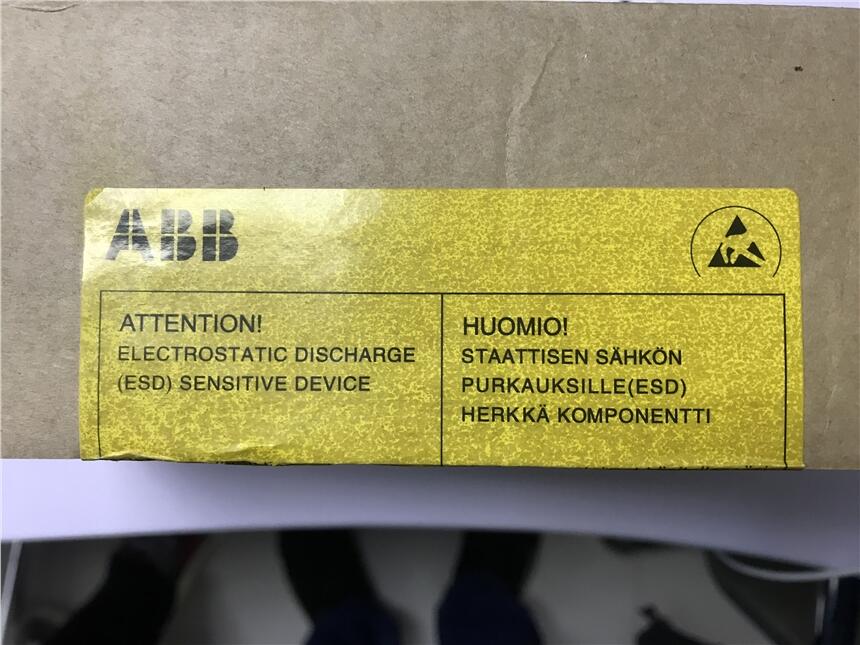 ABB
ATTENTION!
ELECTROSTATIC DISCHARGE
(ESD) SENSITIVE DEVICE
HUOMIO!
STAATTISEN SÄHKÖN
PURKAUKSILLE(ESD)
HERKKÄ KOMPONENTTI